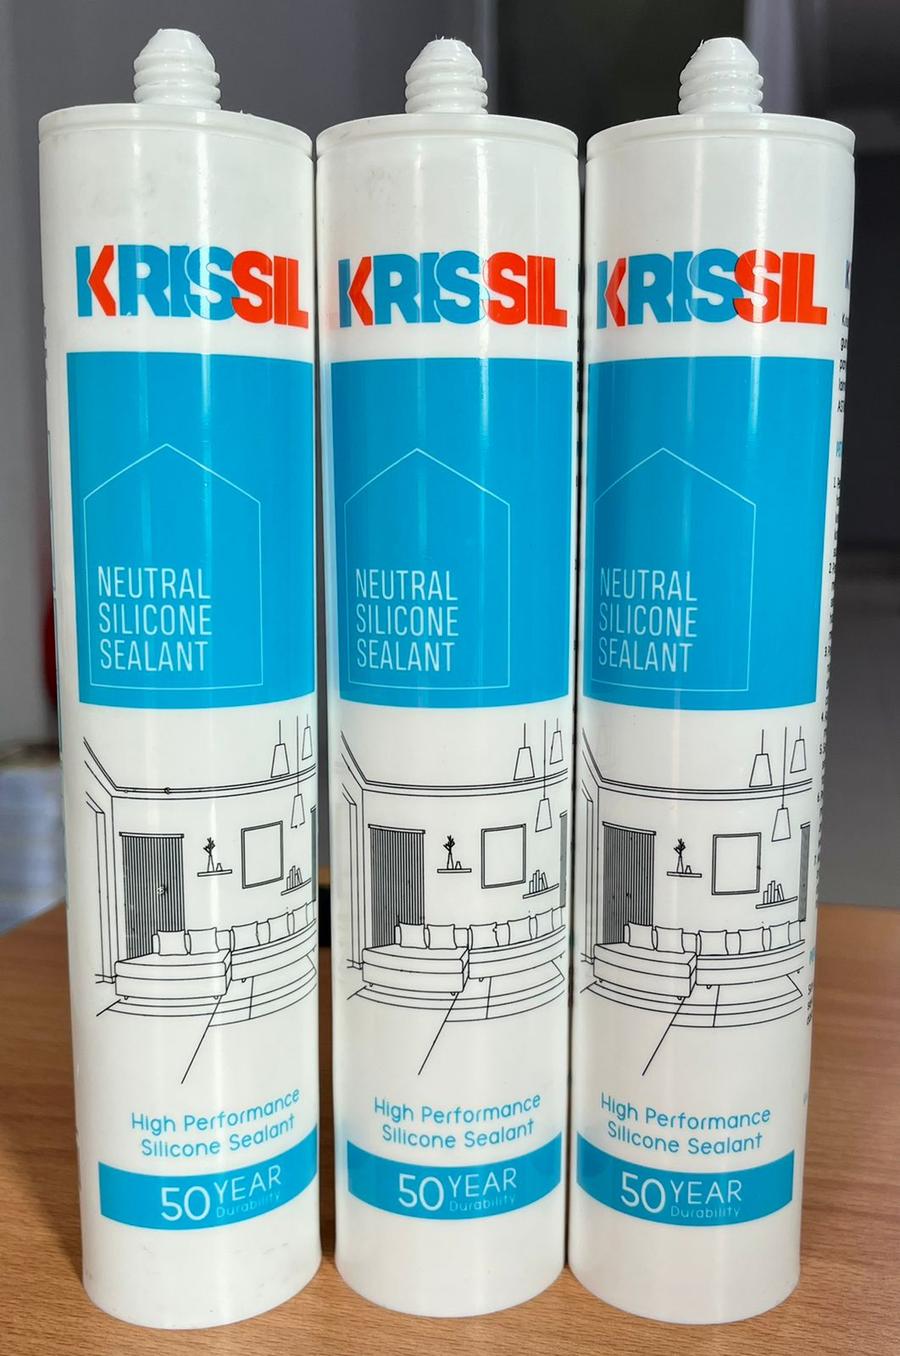 KRISSIL
NEUTRAL
SILICONE
SEALANT
High Performance
Silicone Sealant
50 YEAR
Durability
KRISSIL
NEUTRAL
SILICONE
SEALANT
High Performance
Silicone Sealant
50 YEAR
Durability
KRISSIL
NEUTRAL
SILICONE
SEALANT
High Performance
Silicone Sealant
50 YEAR
Durability